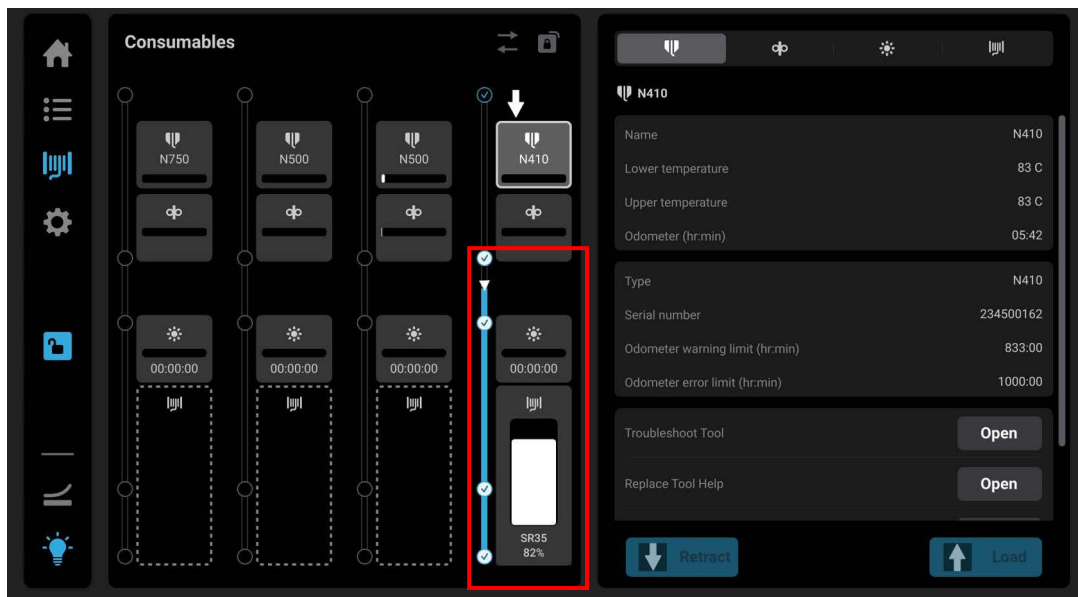 Consumables
N750
N500
N500
N410
00:00:00
00:00:00
00:00:00
00:00:00
SR35
82%
N410
Name N410
Lower temperature 83 C
Upper temperature 83 C
Odometer (hr:min) 05:42
Type N410
Serial number 234500162
Odometer warning limit (hr:min) 833:00
Odometer error limit (hr:min) 1000:00
Troubleshoot Tool Open
Replace Tool Help Open
Retract
Load